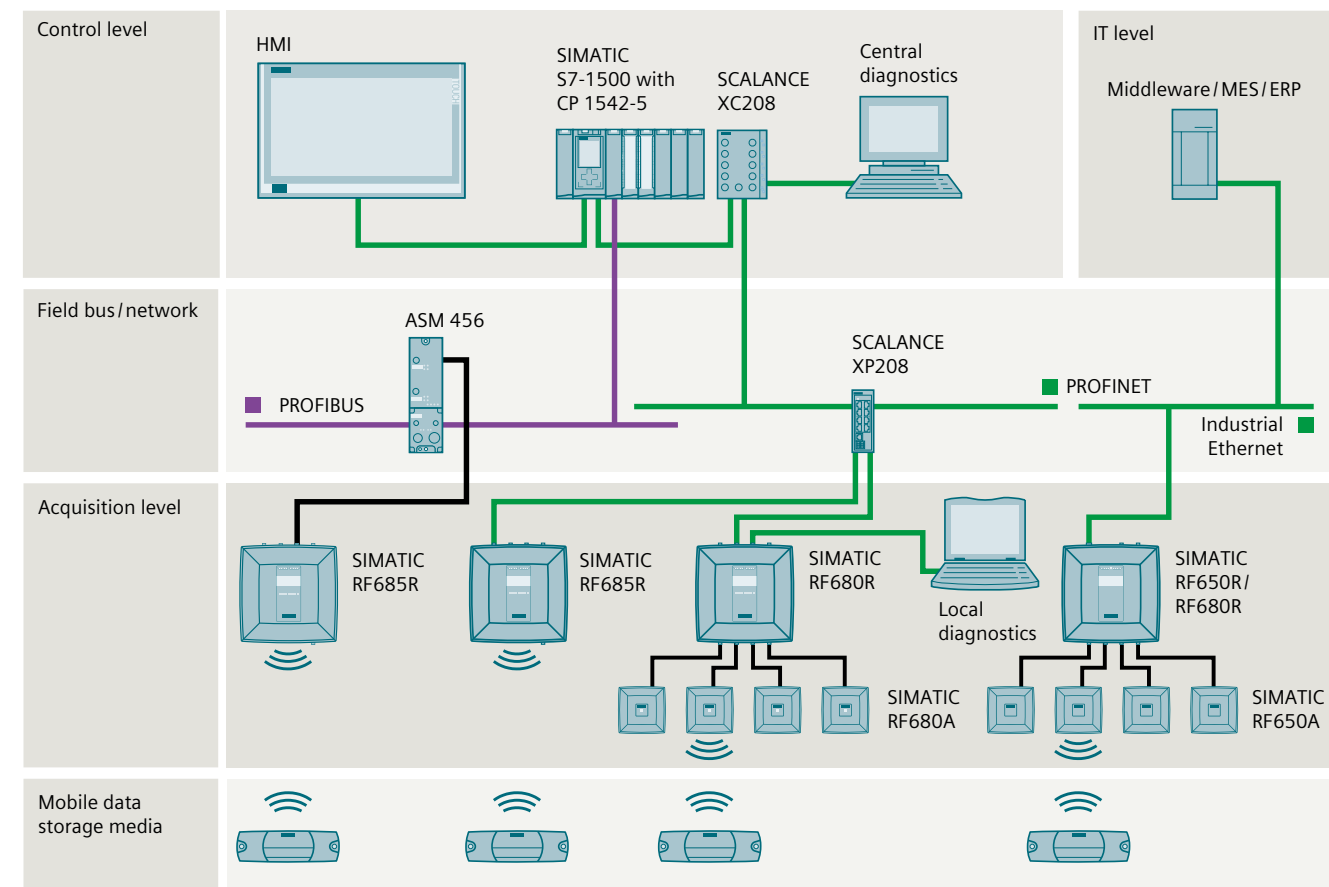 Control level
HMI
SIMATIC
S7-1500 with
CP 1542-5
SCALANCE
XC208
Central
diagnostics
IT level
Middleware/MES/ERP
TOUCH
Field bus/network
ASM 456
PROFIBUS
SCALANCE
XP208
PROFINET
Industrial
Ethernet
Acquisition level
SIMATIC
RF685R
SIMATIC
RF685R
SIMATIC
RF680R
Local
diagnostics
SIMATIC
RF650R/
RF680R
SIMATIC
RF680A
SIMATIC
RF650A
Mobile data
storage media